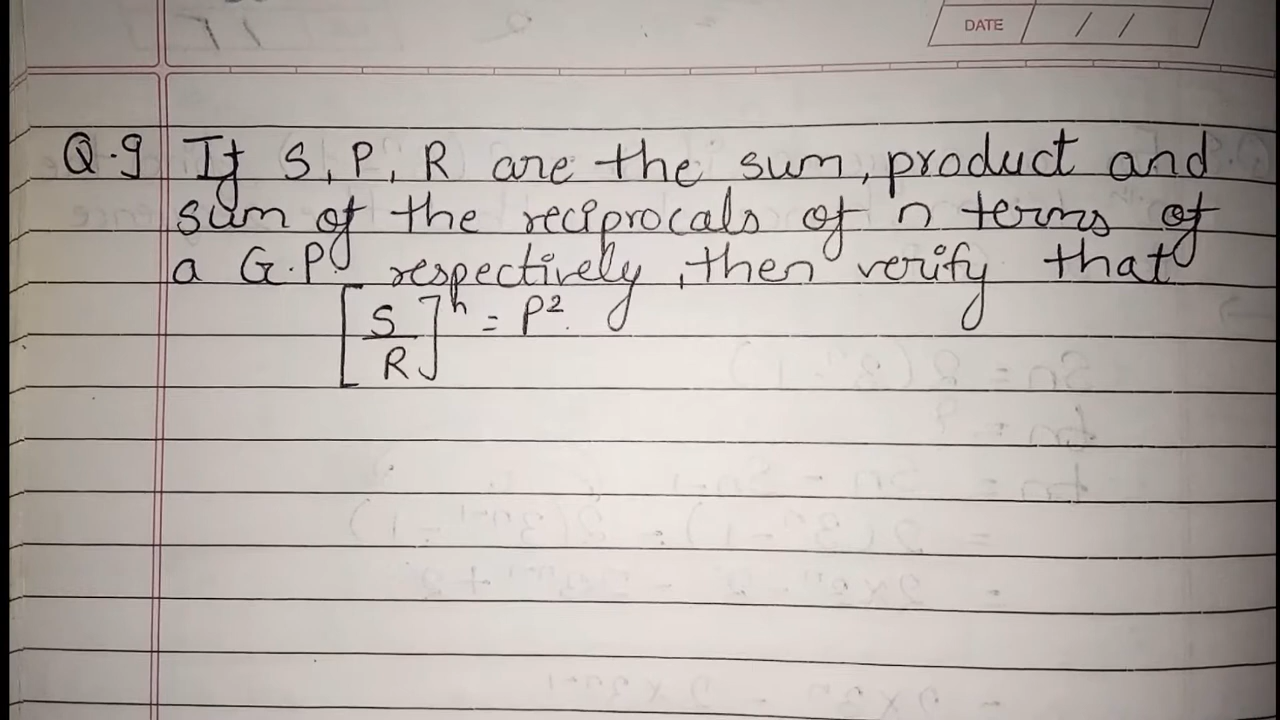 DATE / /
Q.9 If S, P, R are the sum, product and
sum of the reciprocals of n terms of
a G.P. respectively, then verify that
[S/R]^n = P².